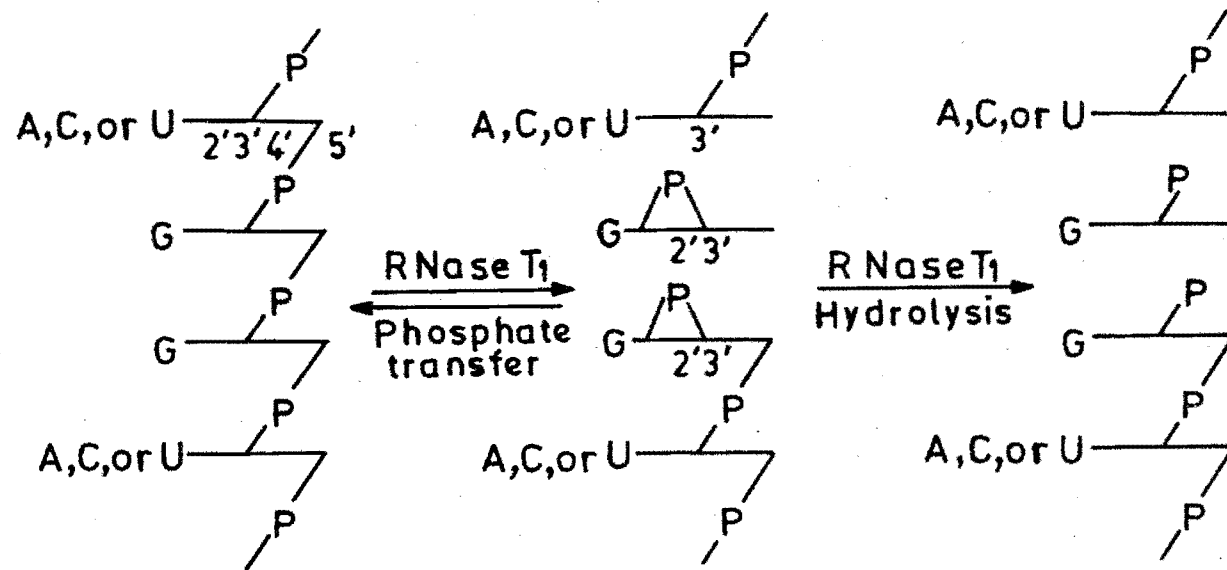 P
A,C,or U 2'3'4' 5'
P
G
P
G
P
A,C,or U
P
RNase T1
Phosphate
transfer
P
A,C,or U 3'
P
G 2'3'
P
G 2'3'
P
A,C,or U
P
RNase T1
Hydrolysis
P
A,C,or U
P
G
P
G
P
A,C,or U
P